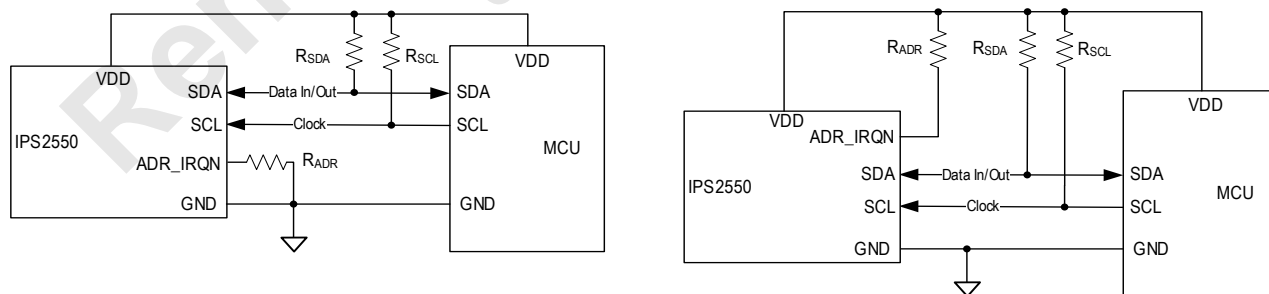 RSDA
RSCL
VDD
VDD
SDA
Data In/Out
SDA
SCL
Clock
SCL
IPS2550
MCU
ADR_IRQN
RADR
GND
GND
RADR
RSDA
RSCL
VDD
VDD
ADR_IRQN
IPS2550
SDA
Data In/Out
SDA
MCU
SCL
Clock
SCL
GND
GND
Ren